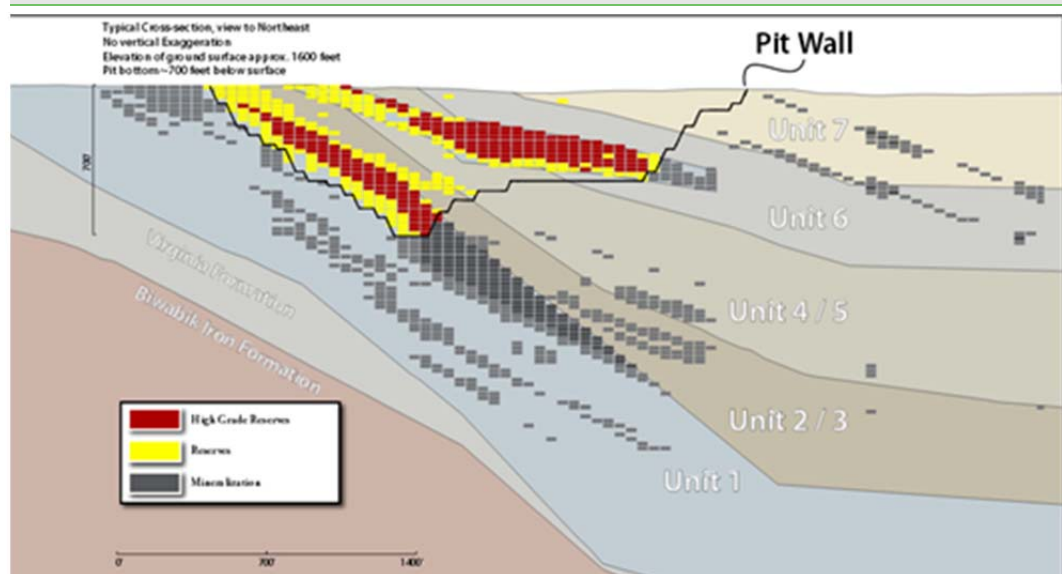 Typical Cross-section, view to Northeast
No vertical Exaggeration
Elevation of ground surface approx. 1600 feet
Pit bottom~700 feet below surface
Pit Wall
700'
Unit 7
Unit 6
Virginia Formation
Biwabik Iron Formation
Unit 4 / 5
Unit 2 / 3
Unit 1
High Grade Reserves
Reserves
Mineralization
0'
700'
1400'